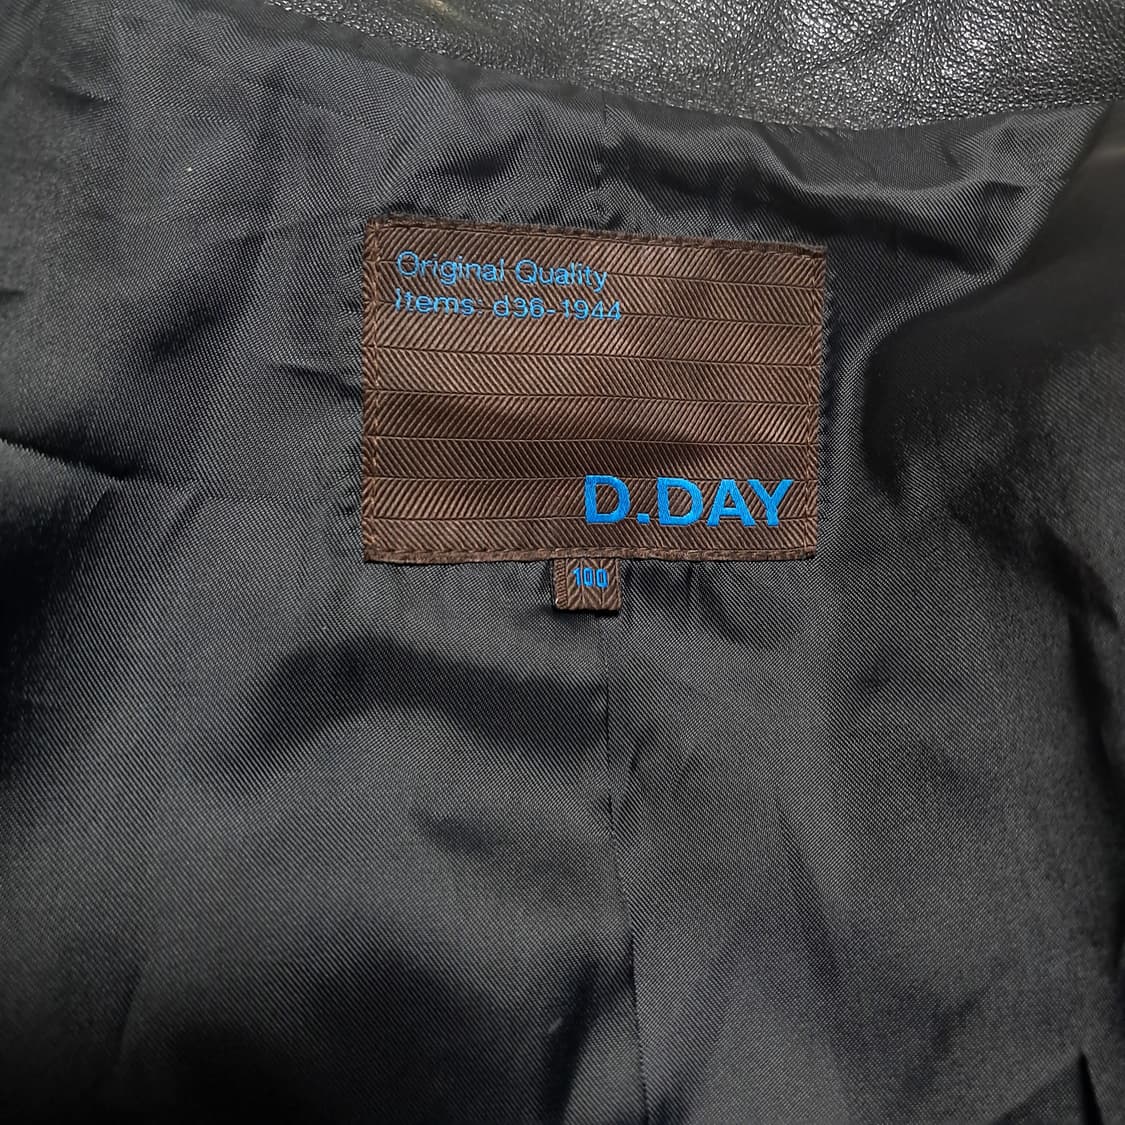 Original Quality
Items: d36-1944
D.DAY
100